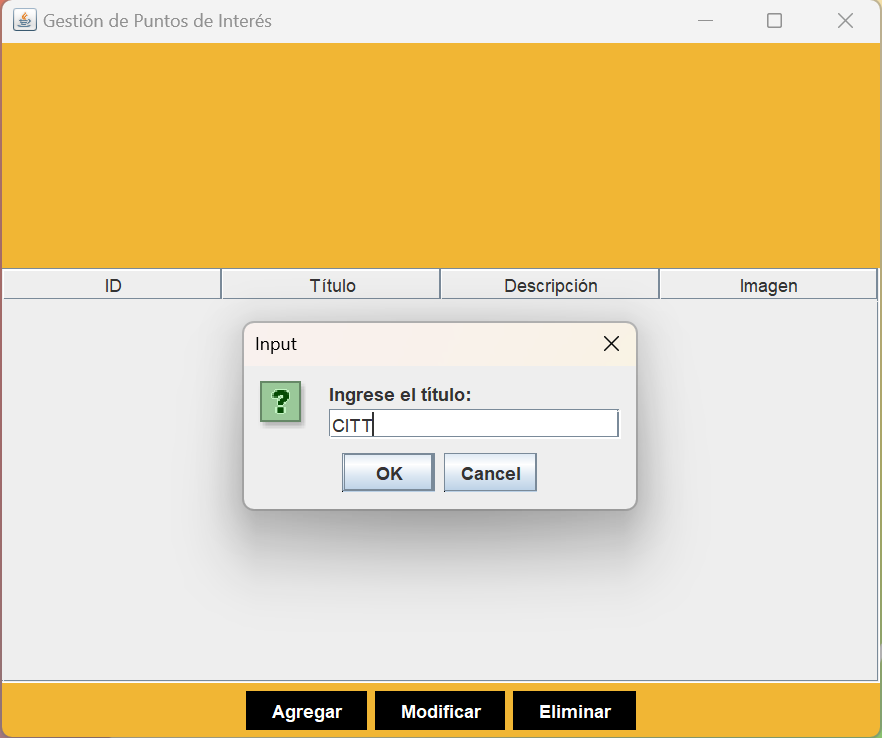 Gestión de Puntos de Interés
ID Título Descripción Imagen
Input
?
Ingrese el título:
CITT
OK Cancel
Agregar Modificar Eliminar